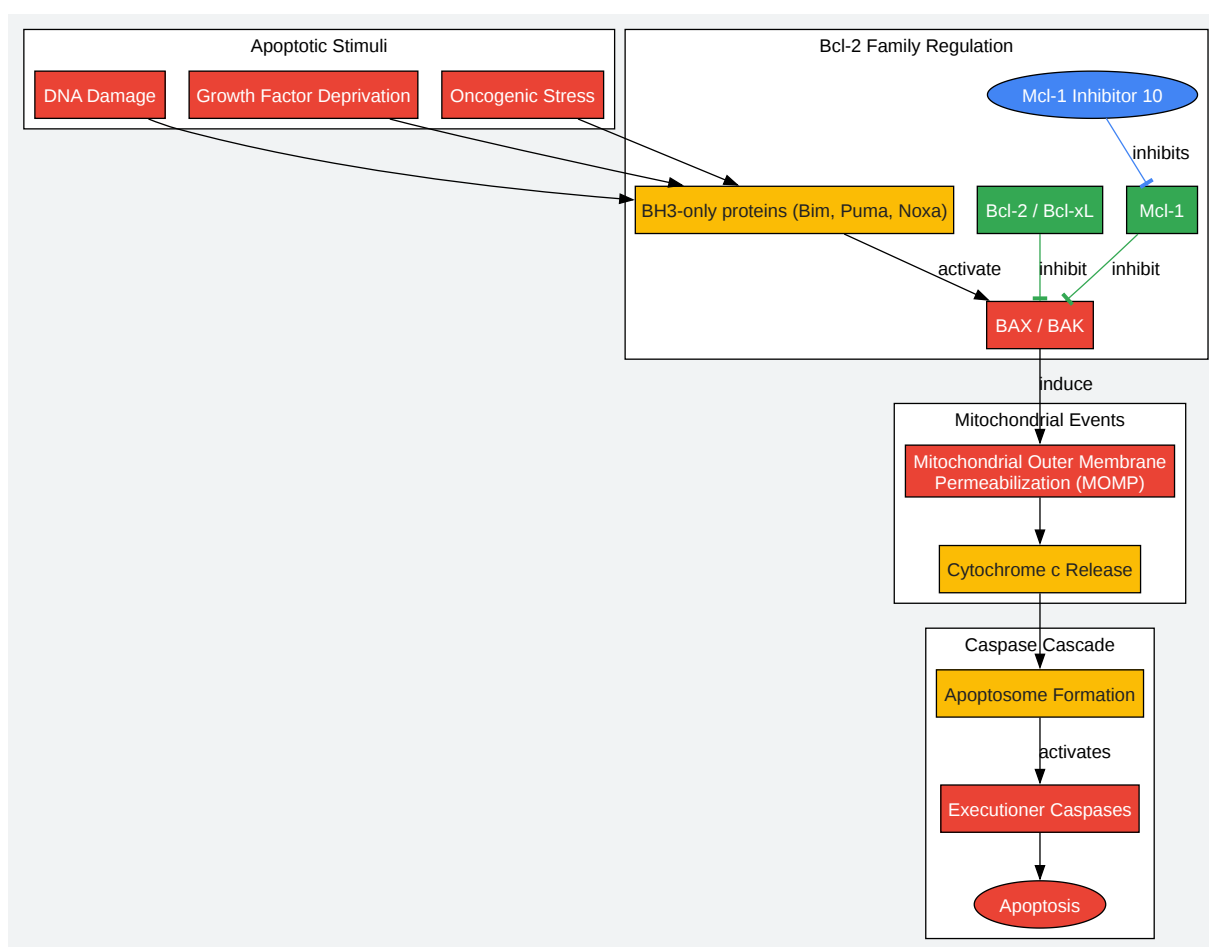 Apoptotic Stimuli
DNA Damage
Growth Factor Deprivation
Oncogenic Stress
Bcl-2 Family Regulation
Mcl-1 Inhibitor 10
inhibits
BH3-only proteins (Bim, Puma, Noxa)
Bcl-2 / Bcl-xL
Mcl-1
activate
inhibit
inhibit
BAX / BAK
induce
Mitochondrial Events
Mitochondrial Outer Membrane
Permeabilization (MOMP)
Cytochrome c Release
Caspase Cascade
Apoptosome Formation
activates
Executioner Caspases
Apoptosis